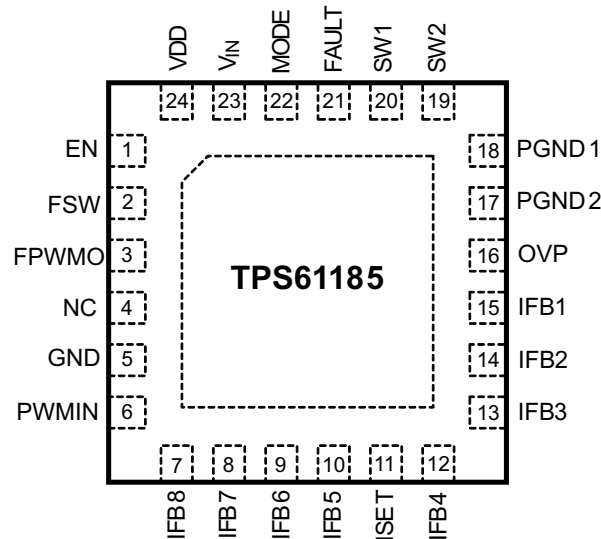 VDD
VIN
MODE
FAULT
SW1
SW2
24
23
22
21
20
19
EN 1
FSW 2
FPWMO 3
NC 4
GND 5
PWMIN 6
TPS61185
18 PGND1
17 PGND2
16 OVP
15 IFB1
14 IFB2
13 IFB3
7
8
9
10
11
12
IFB8
IFB7
IFB6
IFB5
ISET
IFB4